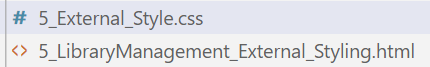 # 5_External_Style.css
<> 5_LibraryManagement_External_Styling.html